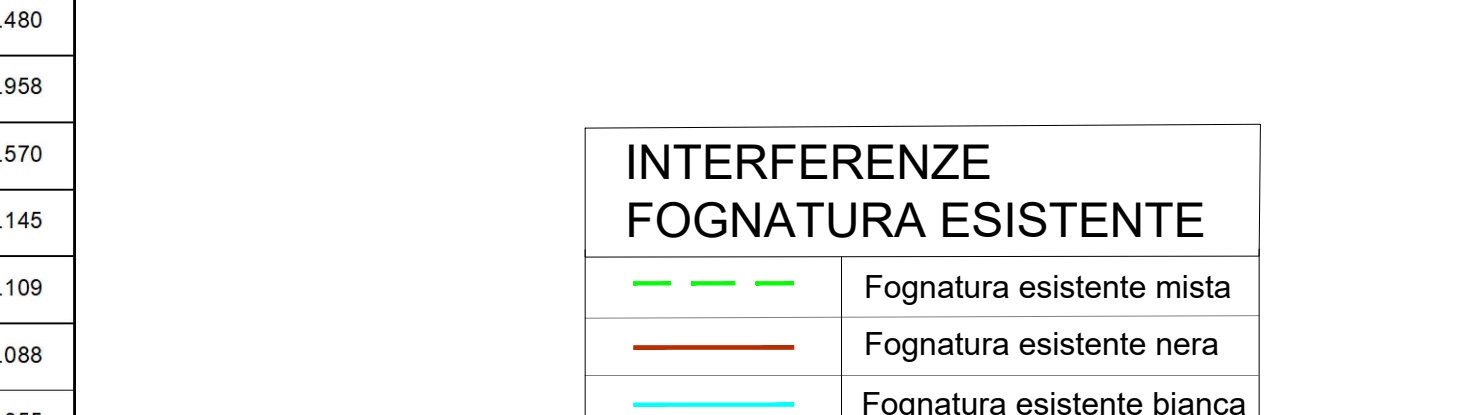 .480
.958
.570
.145
.109
.088
INTERFERENZE
FOGNATURA ESISTENTE
Fognatura esistente mista
Fognatura esistente nera
Fognatura esistente bianca